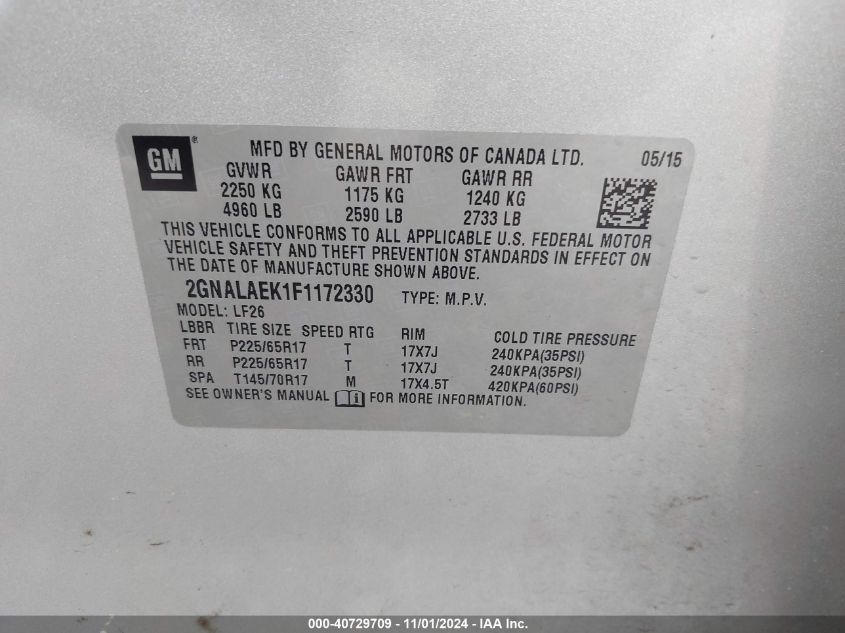 GM ®
MFD BY GENERAL MOTORS OF CANADA LTD. 05/15
GVWR GAWR FRT GAWR RR
2250 KG 1175 KG 1240 KG
4960 LB 2590 LB 2733 LB
THIS VEHICLE CONFORMS TO ALL APPLICABLE U.S. FEDERAL MOTOR
VEHICLE SAFETY AND THEFT PREVENTION STANDARDS IN EFFECT ON
THE DATE OF MANUFACTURE SHOWN ABOVE.
2GNALAEK1F1172330 TYPE: M.P.V.
MODEL: LF26
LBBR TIRE SIZE SPEED RTG RIM COLD TIRE PRESSURE
FRT P225/65R17 T 17X7J 240KPA(35PSI)
RR P225/65R17 T 17X7J 240KPA(35PSI)
SPA T145/70R17 M 17X4.5T 420KPA(60PSI)
SEE OWNER'S MANUAL i FOR MORE INFORMATION.
000-40729709 - 11/01/2024 - IAA Inc.